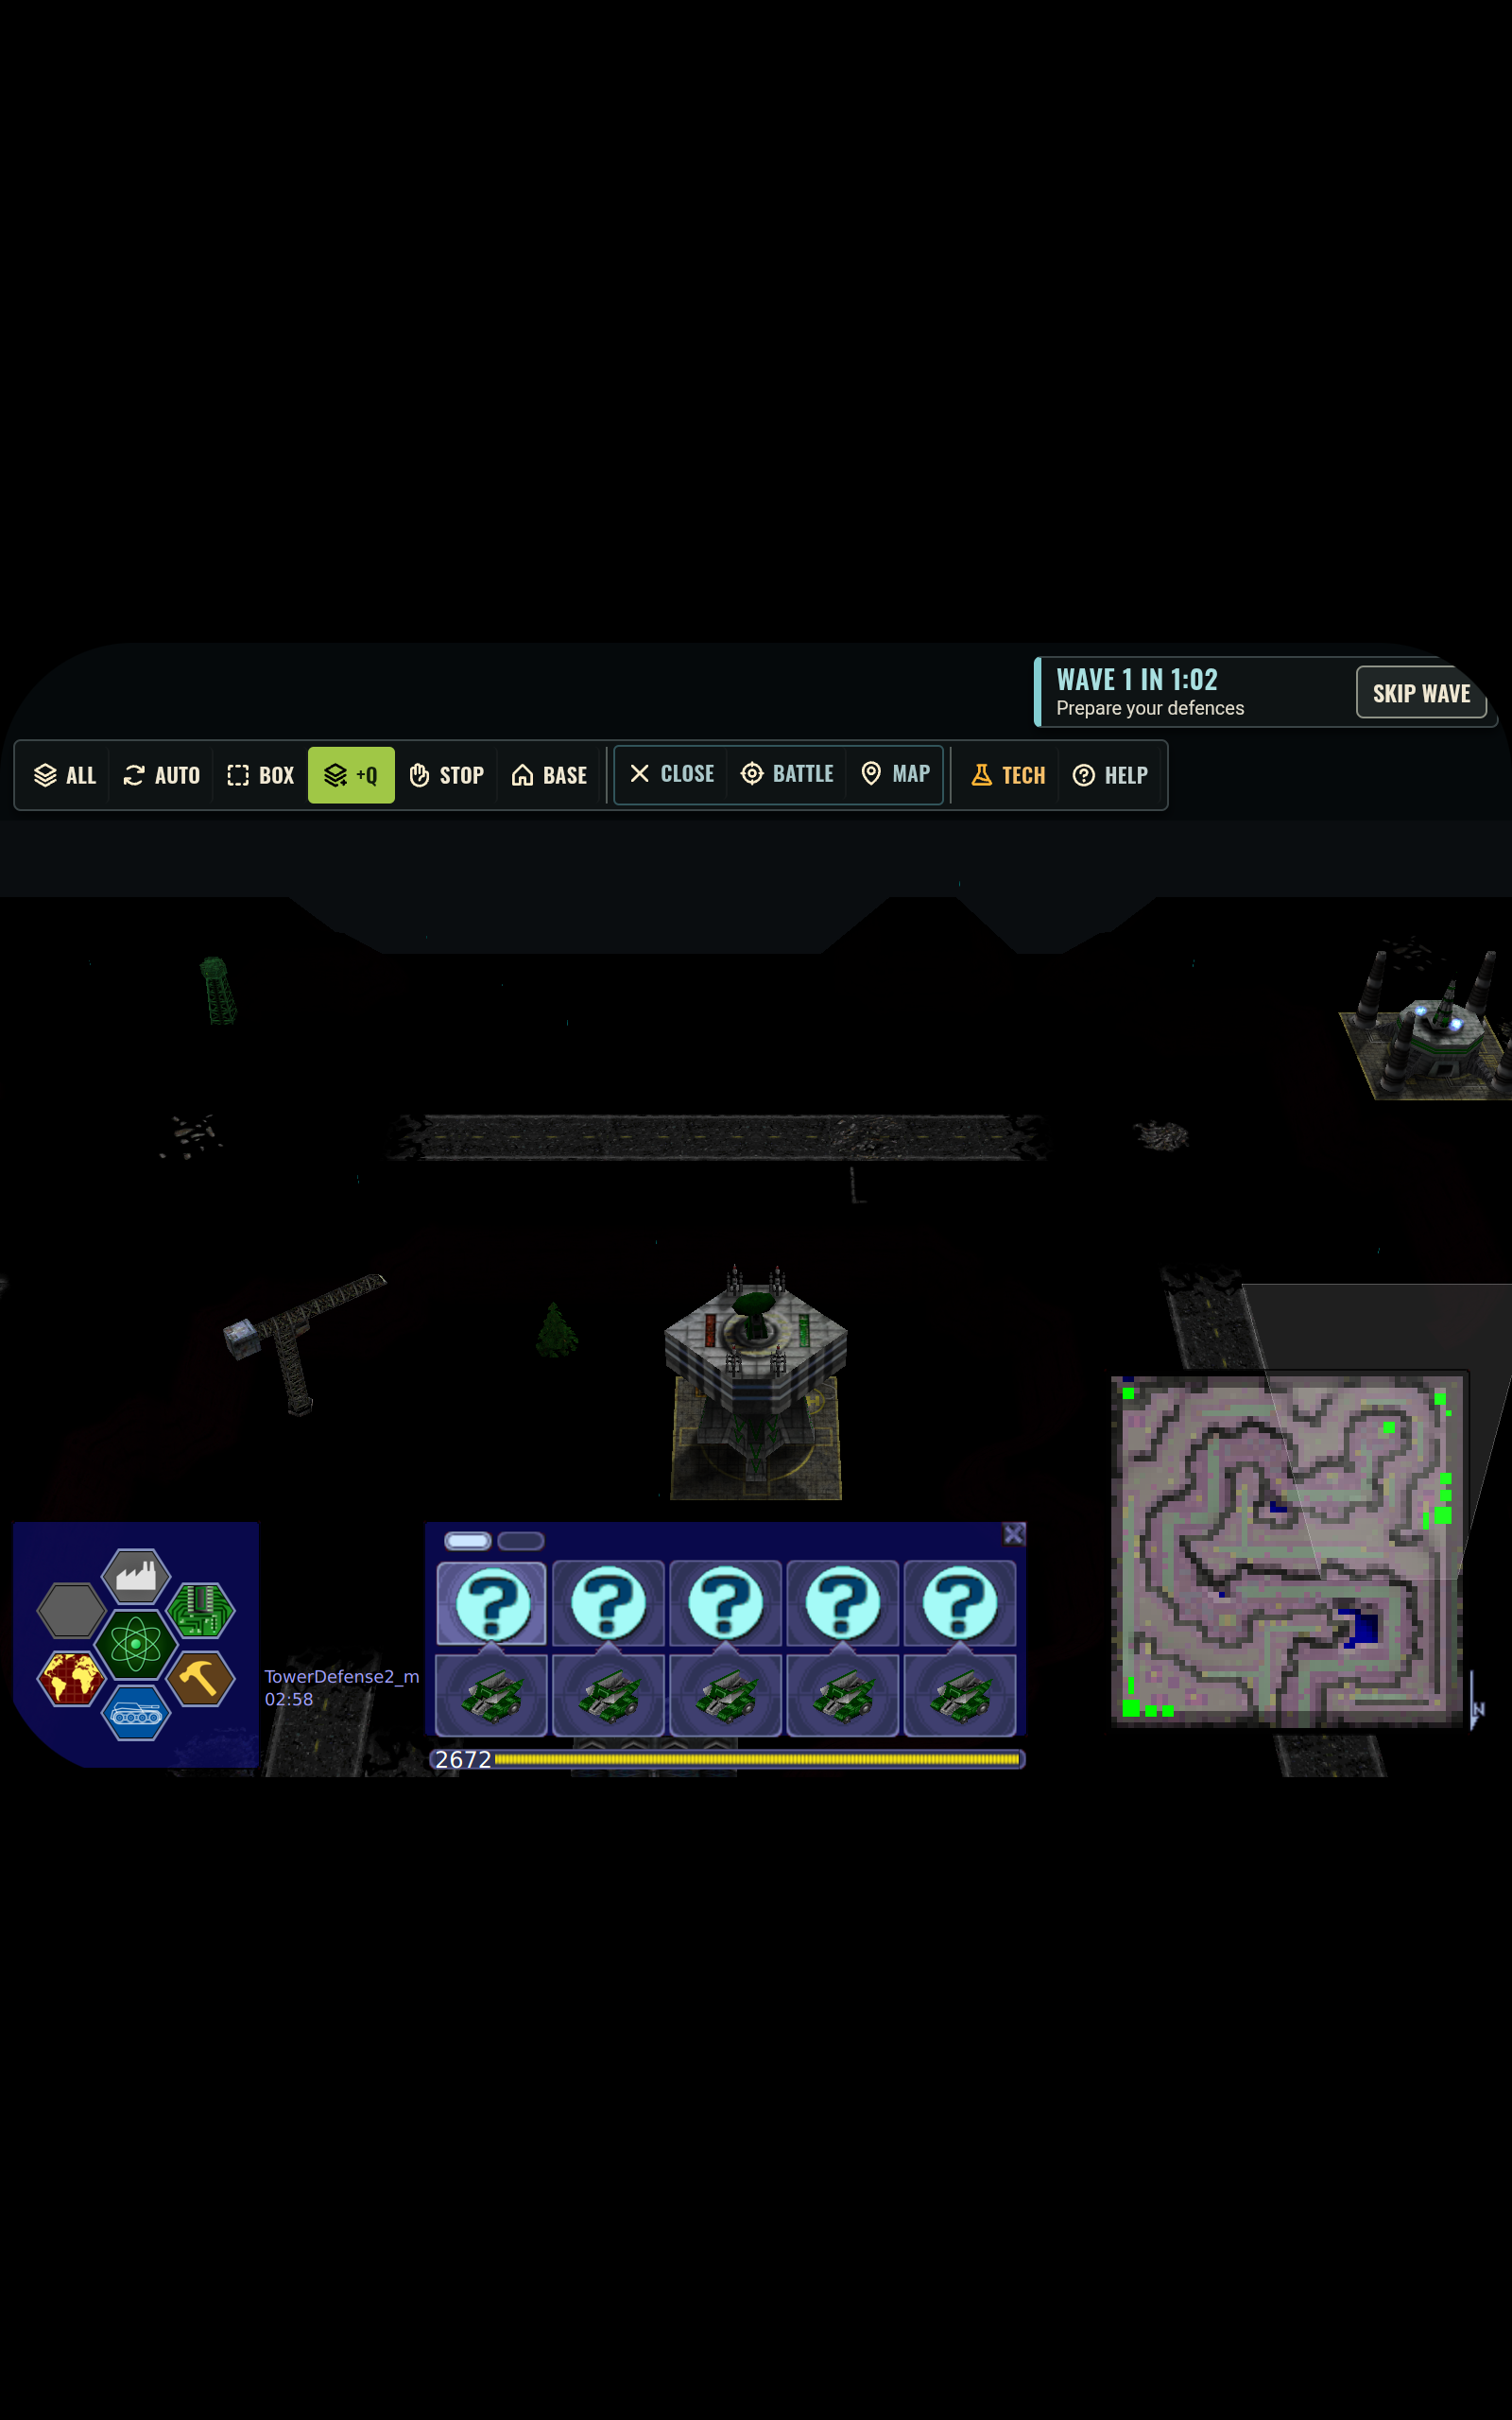 WAVE 1 IN 1:02
Prepare your defences
SKIP WAVE
ALL AUTO BOX +Q STOP BASE CLOSE BATTLE MAP TECH HELP
? ? ? ? ?
TowerDefense2_m
02:58
N
2672